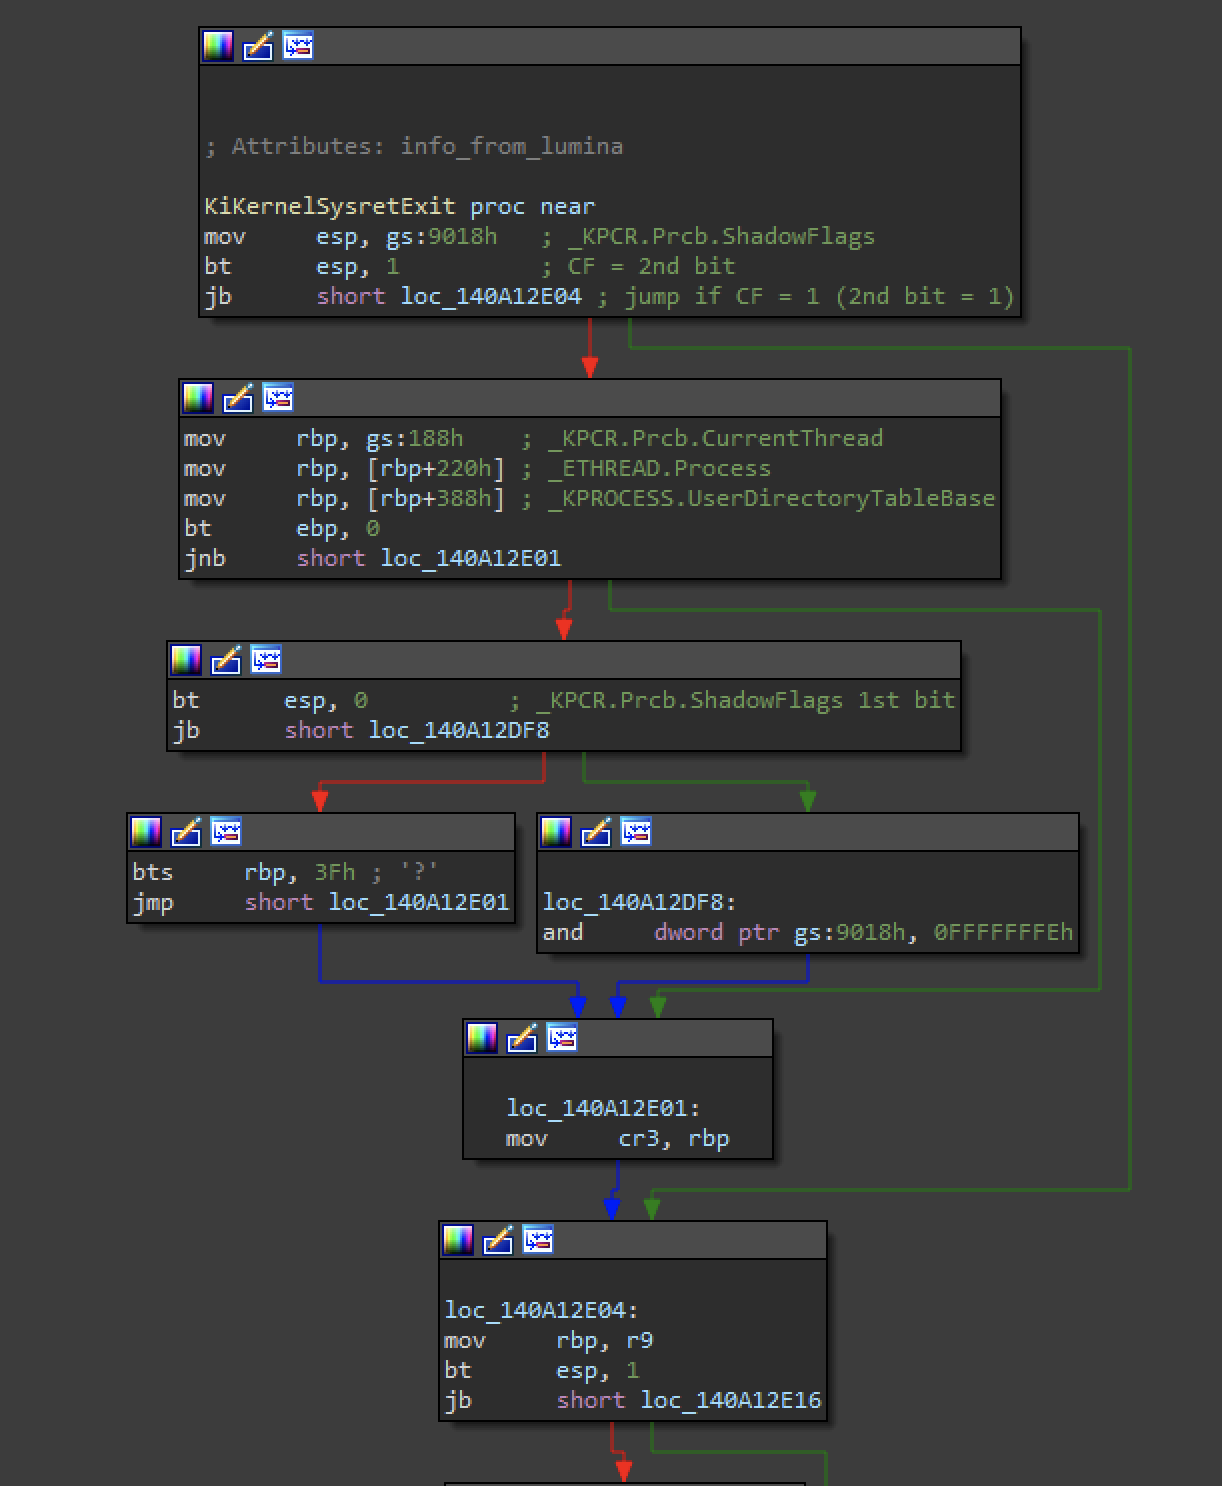 ; Attributes: info_from_lumina
KiKernelSysretExit proc near
mov esp, gs:9018h ; _KPCR.Prcb.ShadowFlags
bt esp, 1 ; CF = 2nd bit
jb short loc_140A12E04 ; jump if CF = 1 (2nd bit = 1)
mov rbp, gs:188h ; _KPCR.Prcb.CurrentThread
mov rbp, [rbp+220h] ; _ETHREAD.Process
mov rbp, [rbp+388h] ; _KPROCESS.UserDirectoryTableBase
bt ebp, 0
jnb short loc_140A12E01
bt esp, 0 ; _KPCR.Prcb.ShadowFlags 1st bit
jb short loc_140A12DF8
bts rbp, 3Fh ; '?'
jmp short loc_140A12E01
loc_140A12DF8:
and dword ptr gs:9018h, 0FFFFFFFEh
loc_140A12E01:
mov cr3, rbp
loc_140A12E04:
mov rbp, r9
bt esp, 1
jb short loc_140A12E16